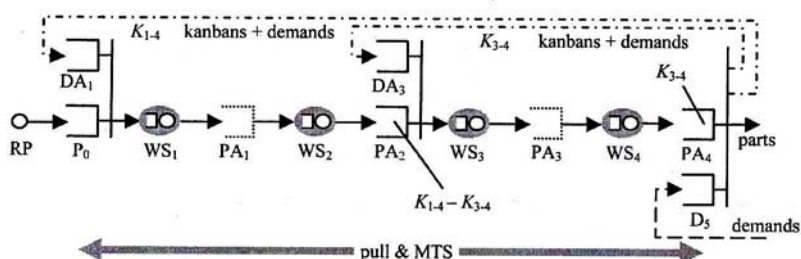 K1-4 kanbans + demands K3-4 kanbans + demands
DA1 DA3 K3-4
RP P0 WS1 PA1 WS2 PA2 WS3 PA3 WS4 PA4 parts
K1-4 – K3-4
D5 demands
pull & MTS